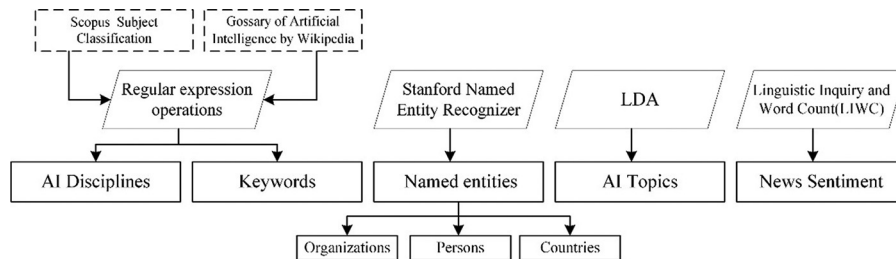 Scopus Subject
Classification
Gossary of Artificial
Intelligence by Wikipedia
Regular expression
operations
Stanford Named
Entity Recognizer
LDA
Linguistic Inquiry and
Word Count(LIWC)
AI Disciplines
Keywords
Named entities
AI Topics
News Sentiment
Organizations
Persons
Countries